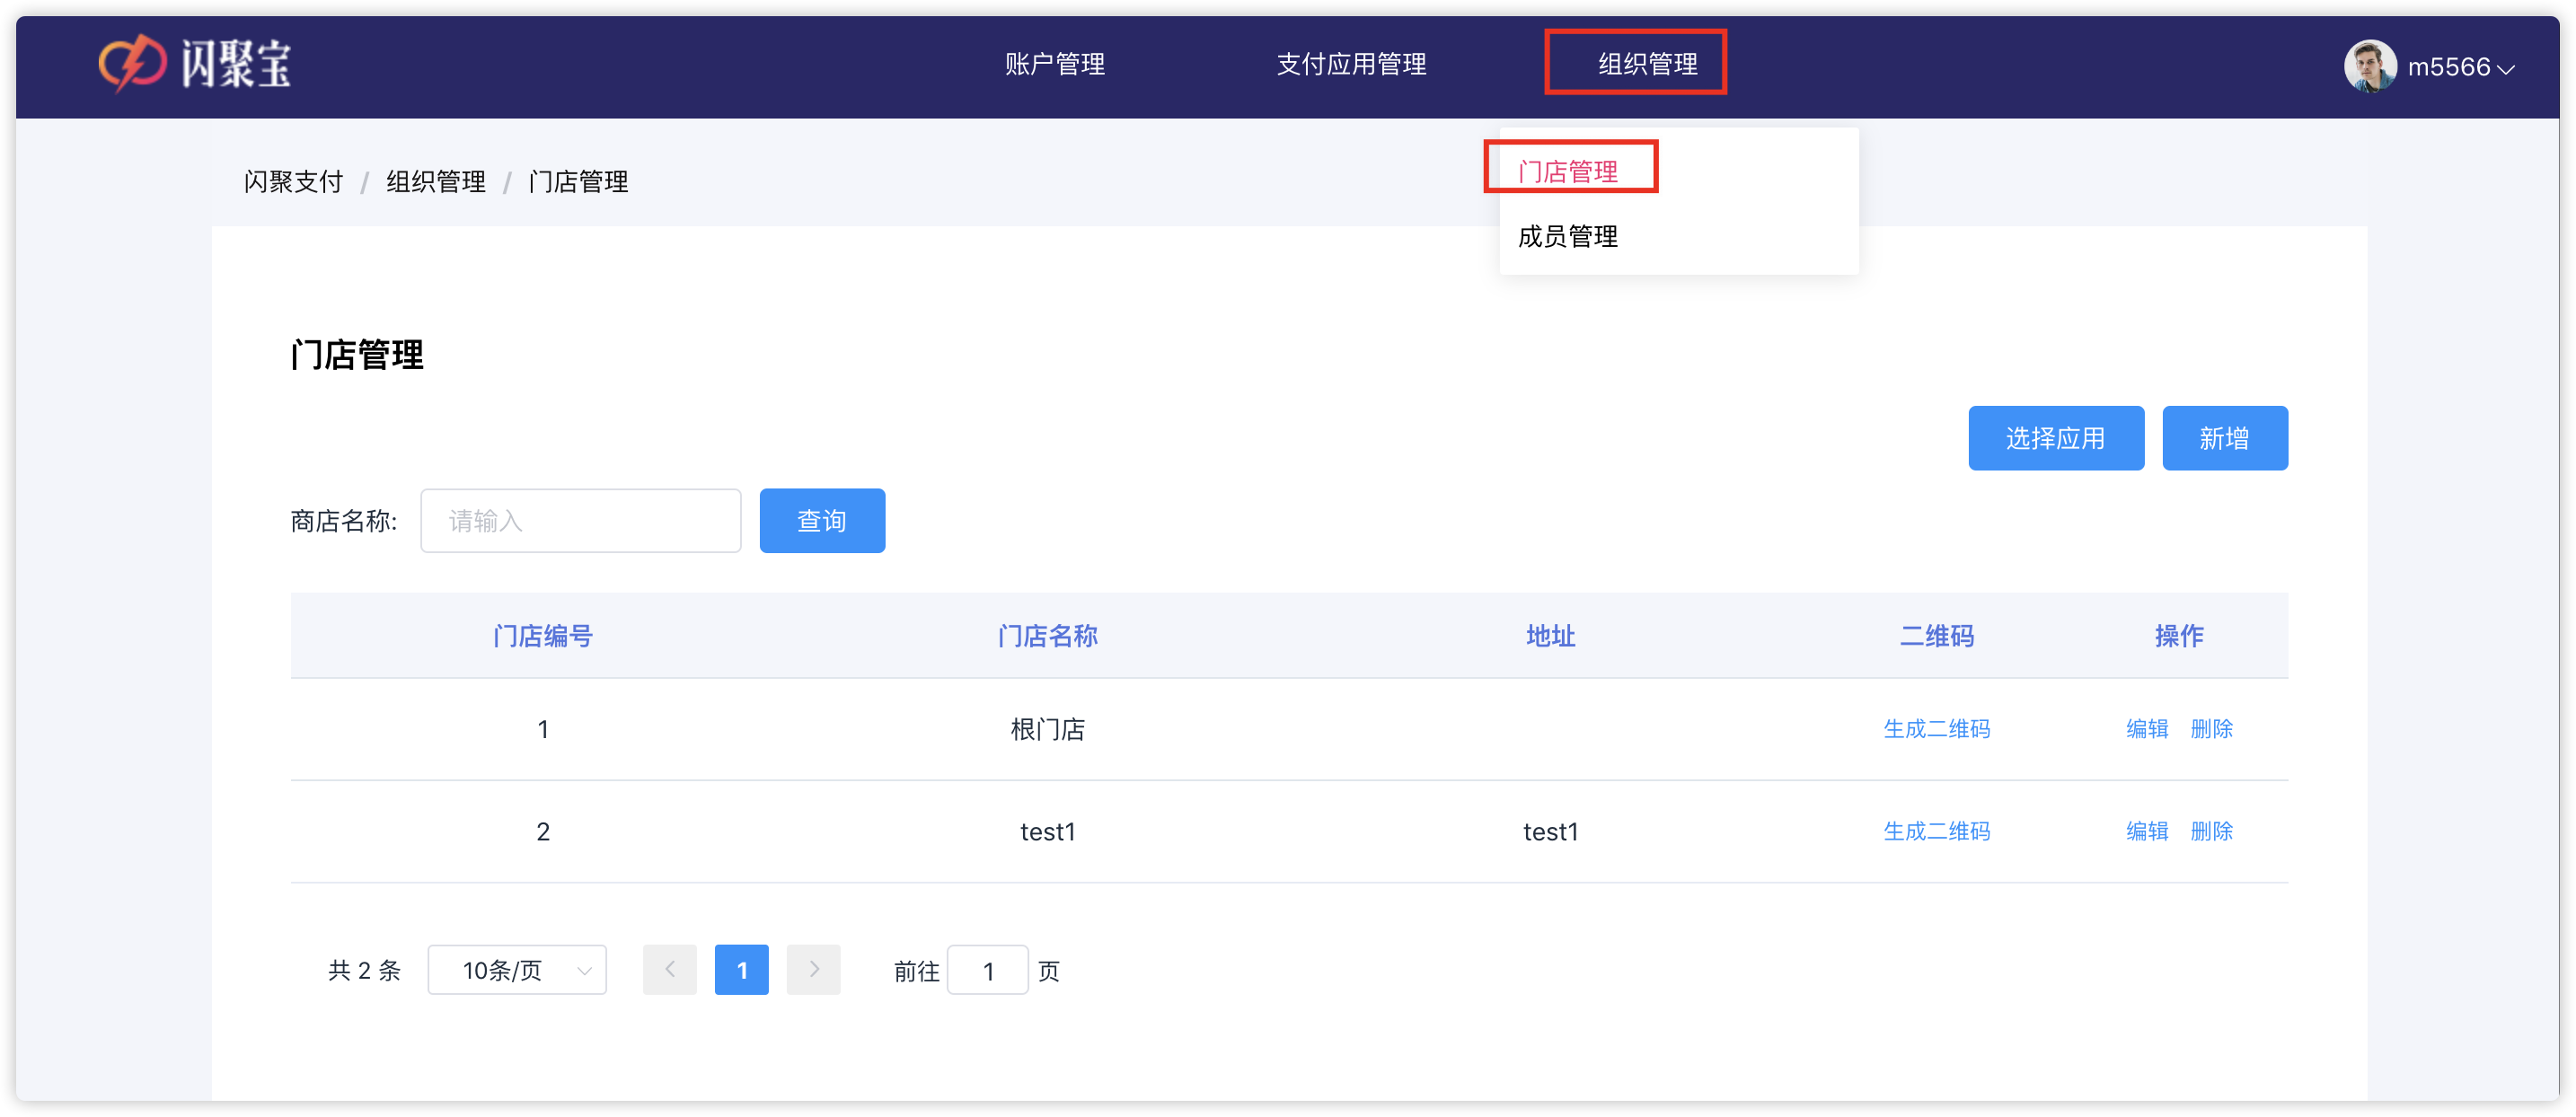 闪聚宝 账户管理 支付应用管理 组织管理 m5566
闪聚支付 / 组织管理 / 门店管理
门店管理
成员管理
门店管理
选择应用 新增
商店名称: 请输入 查询
门店编号 门店名称 地址 二维码 操作
1 根门店 生成二维码 编辑 删除
2 test1 test1 生成二维码 编辑 删除
共 2 条 10条/页 1 前往 1 页